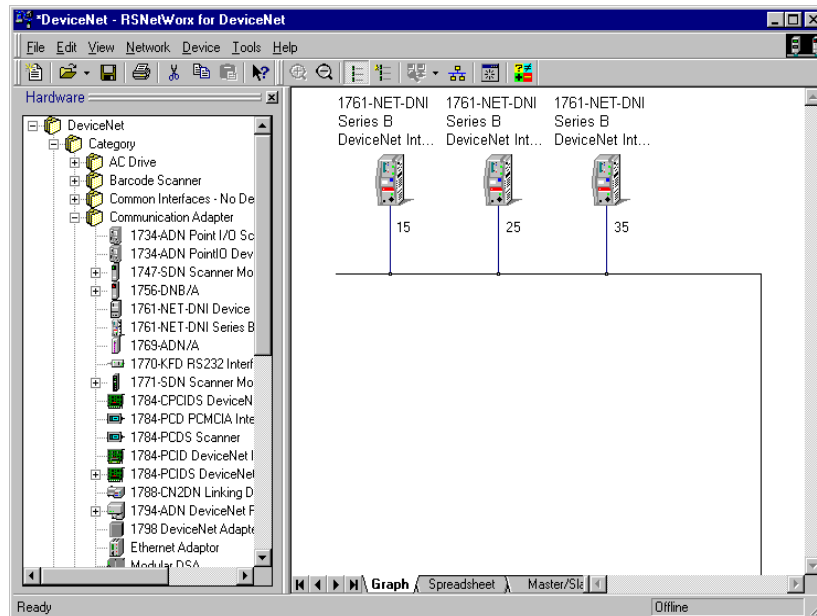 *DeviceNet - RSNetWorx for DeviceNet
File Edit View Network Device Tools Help
Hardware
DeviceNet
Category
AC Drive
Barcode Scanner
Common Interfaces - No De
Communication Adapter
1734-ADN Point I/O Sc
1734-ADN PointIO Dev
1747-SDN Scanner Mo
1756-DNB/A
1761-NET-DNI Device
1761-NET-DNI Series B
1769-ADN/A
1770-KFD RS232 Interf
1771-SDN Scanner Mo
1784-CPCIDS DeviceN
1784-PCD PCMCIA Inte
1784-PCDS Scanner
1784-PCID DeviceNet I
1784-PCIDS DeviceNet
1788-CN2DN Linking D
1794-ADN DeviceNet F
1798 DeviceNet Adapte
Ethernet Adaptor
Modular DSA
1761-NET-DNI 1761-NET-DNI 1761-NET-DNI
Series B Series B Series B
DeviceNet Int... DeviceNet Int... DeviceNet Int...
15 25 35
Graph Spreadsheet Master/Sla
Ready Offline